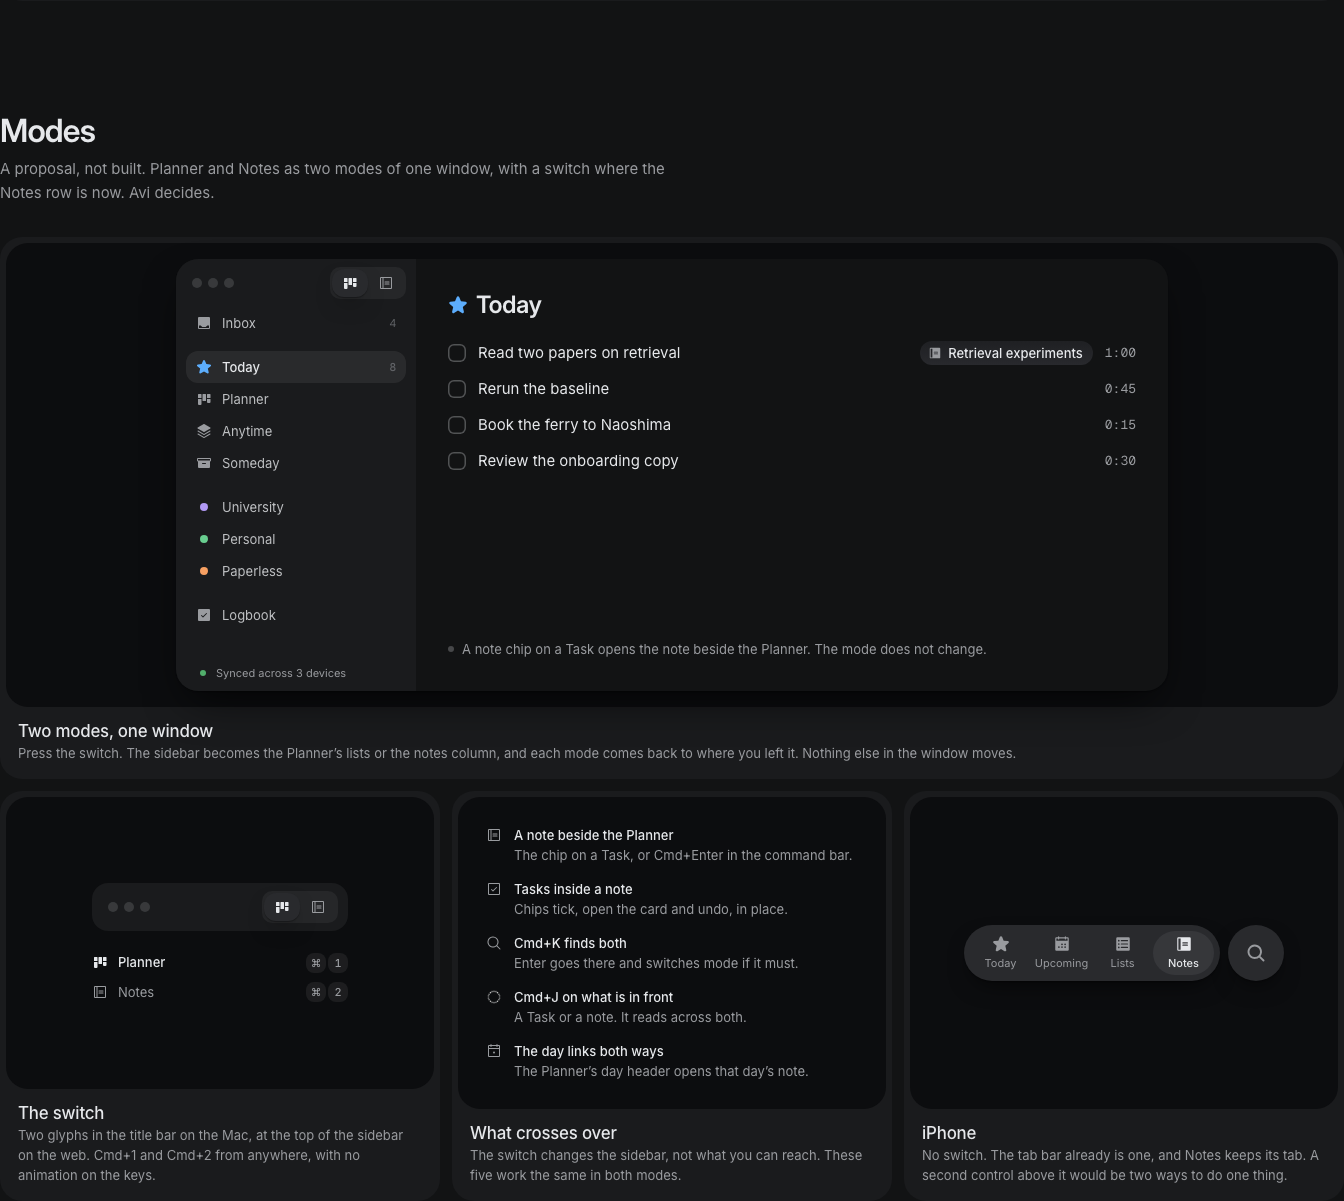 Modes
A proposal, not built. Planner and Notes as two modes of one window, with a switch where the
Notes row is now. Avi decides.
Inbox 4
Today 8
Planner
Anytime
Someday
University
Personal
Paperless
Logbook
Synced across 3 devices
Today
Read two papers on retrieval Retrieval experiments 1:00
Rerun the baseline 0:45
Book the ferry to Naoshima 0:15
Review the onboarding copy 0:30
A note chip on a Task opens the note beside the Planner. The mode does not change.
Two modes, one window
Press the switch. The sidebar becomes the Planner’s lists or the notes column, and each mode comes back to where you left it. Nothing else in the window moves.
Planner ⌘ 1
Notes ⌘ 2
The switch
Two glyphs in the title bar on the Mac, at the top of the sidebar
on the web. Cmd+1 and Cmd+2 from anywhere, with no
animation on the keys.
A note beside the Planner
The chip on a Task, or Cmd+Enter in the command bar.
Tasks inside a note
Chips tick, open the card and undo, in place.
Cmd+K finds both
Enter goes there and switches mode if it must.
Cmd+J on what is in front
A Task or a note. It reads across both.
The day links both ways
The Planner’s day header opens that day’s note.
What crosses over
The switch changes the sidebar, not what you can reach. These
five work the same in both modes.
Today Upcoming Lists Notes
iPhone
No switch. The tab bar already is one, and Notes keeps its tab. A
second control above it would be two ways to do one thing.